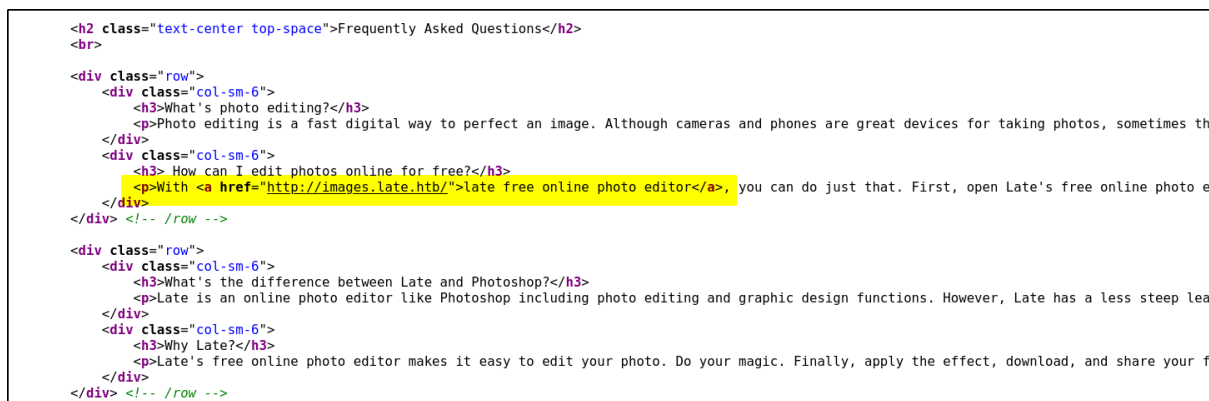 <h2 class="text-center top-space">Frequently Asked Questions</h2>
<br>
<div class="row">
<div class="col-sm-6">
<h3>What's photo editing?</h3>
<p>Photo editing is a fast digital way to perfect an image. Although cameras and phones are great devices for taking photos, sometimes th
</div>
<div class="col-sm-6">
<h3> How can I edit photos online for free?</h3>
<p>With <a href="http://images.late.htb/">late free online photo editor</a>, you can do just that. First, open Late's free online photo e
</div>
</div> <!-- /row -->
<div class="row">
<div class="col-sm-6">
<h3>What's the difference between Late and Photoshop?</h3>
<p>Late is an online photo editor like Photoshop including photo editing and graphic design functions. However, Late has a less steep lea
</div>
<div class="col-sm-6">
<h3>Why Late?</h3>
<p>Late's free online photo editor makes it easy to edit your photo. Do your magic. Finally, apply the effect, download, and share your f
</div>
</div> <!-- /row -->